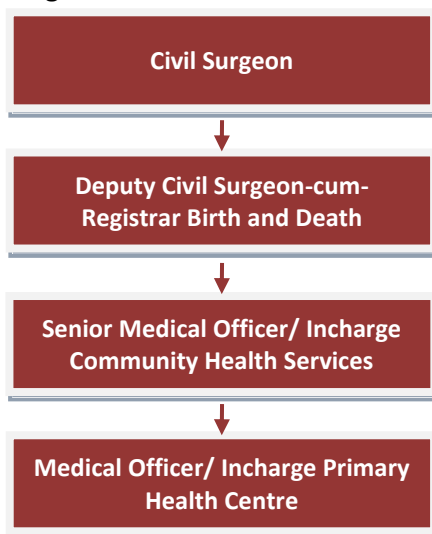 Civil Surgeon
Deputy Civil Surgeon-cum-
Registrar Birth and Death
Senior Medical Officer/ Incharge
Community Health Services
Medical Officer/ Incharge Primary
Health Centre